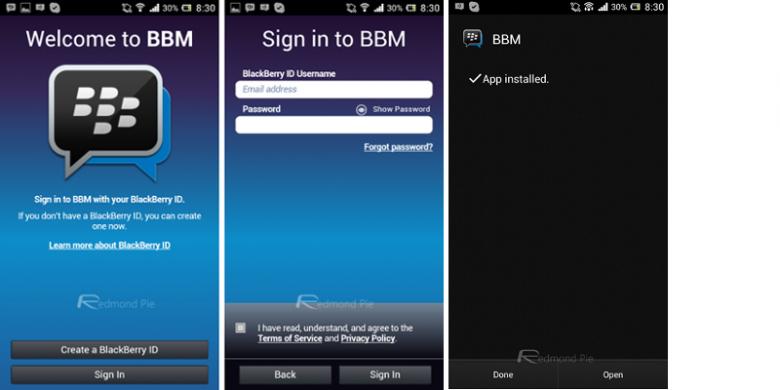 30% 8:30
Welcome to BBM
Sign in to BBM with your BlackBerry ID.
If you don't have a BlackBerry ID, you can create
one now.
Learn more about BlackBerry ID
Redmond Pie
Create a BlackBerry ID
Sign In
30% 8:30
Sign in to BBM
BlackBerry ID Username
Email address
Password
Show Password
Forgot password?
Redmond Pie
I have read, understand, and agree to the
Terms of Service and Privacy Policy.
Back
Sign In
30% 8:30
BBM
App installed.
Redmond Pie
Done
Open